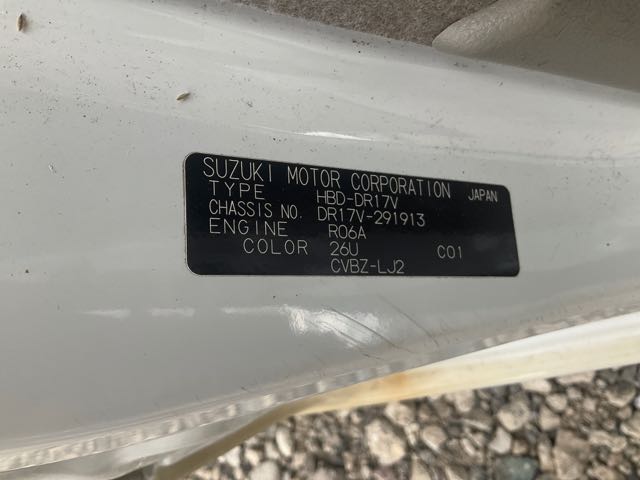 SUZUKI MOTOR CORPORATION JAPAN
TYPE HBD-DR17V
CHASSIS NO. DR17V-291913
ENGINE R06A
COLOR 26U C01
CVBZ-LJ2